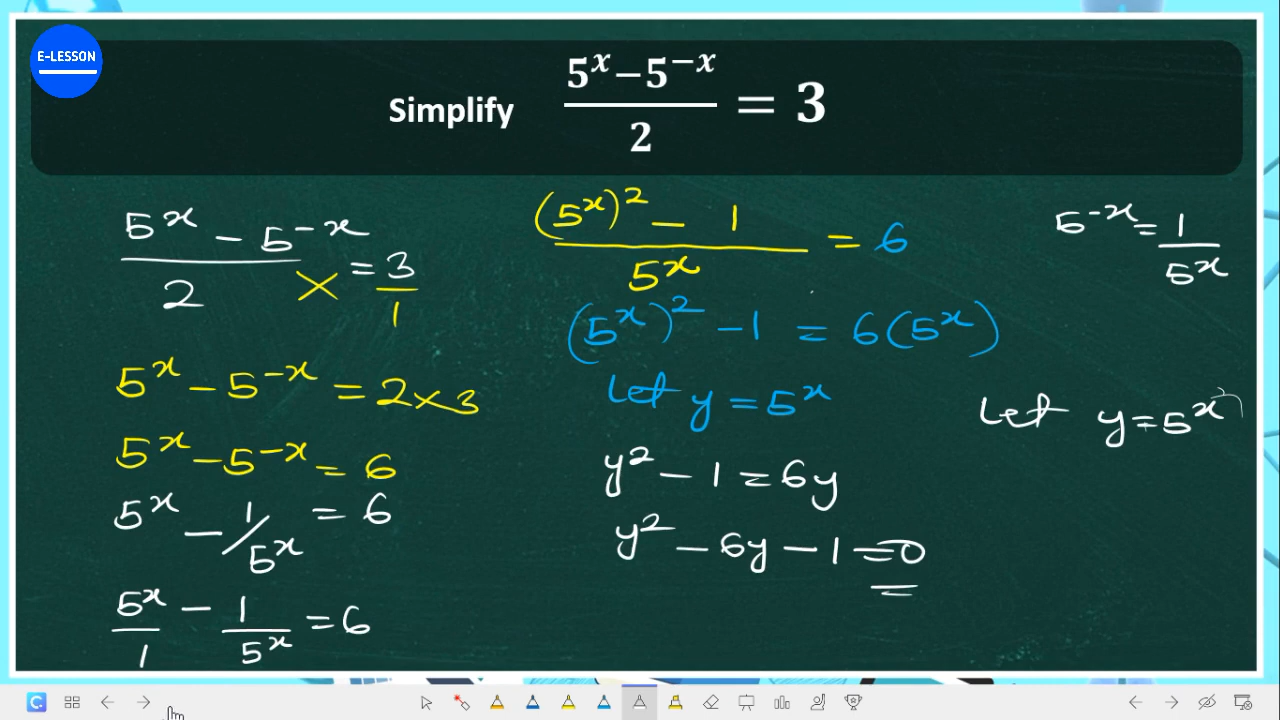 E-LESSON
Simplify (5^x − 5^−x)/2 = 3
(5^x − 5^−x)/2 × = 3/1
5^x − 5^−x = 2×3
5^x − 5^−x = 6
5^x − 1/5^x = 6
5^x/1 − 1/5^x = 6
((5^x)^2 − 1)/5^x = 6
(5^x)^2 − 1 = 6(5^x)
Let y = 5^x
y^2 − 1 = 6y
y^2 − 6y − 1 = 0
5^−x = 1/5^x
Let y = 5^x